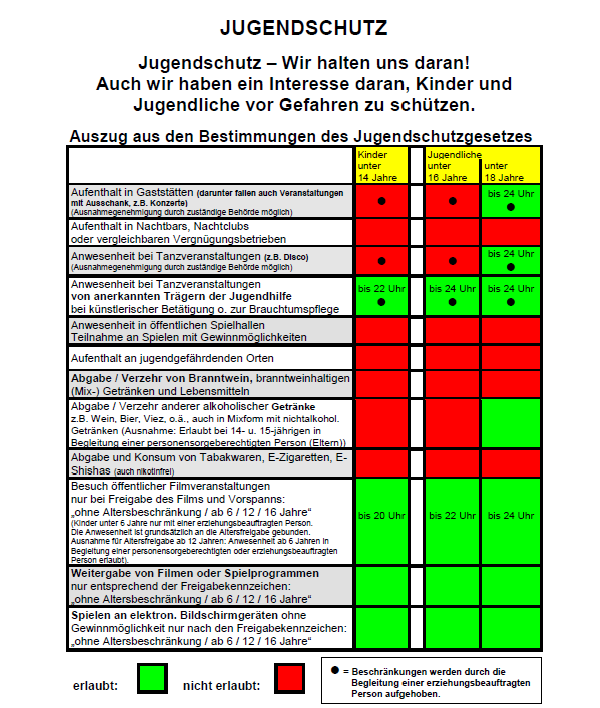 JUGENDSCHUTZ
Jugendschutz – Wir halten uns daran!
Auch wir haben ein Interesse daran, Kinder und
Jugendliche vor Gefahren zu schützen.
Auszug aus den Bestimmungen des Jugendschutzgesetzes
Kinder
unter
14 Jahre
Jugendliche
unter
16 Jahre
unter
18 Jahre
Aufenthalt in Gaststätten (darunter fallen auch Veranstaltungen
mit Ausschank, z.B. Konzerte)
(Ausnahmegenehmigung durch zuständige Behörde möglich)
bis 24 Uhr
Aufenthalt in Nachtbars, Nachtclubs
oder vergleichbaren Vergnügungsbetrieben
Anwesenheit bei Tanzveranstaltungen (z.B. Disco)
(Ausnahmegenehmigung durch zuständige Behörde möglich)
bis 24 Uhr
Anwesenheit bei Tanzveranstaltungen
von anerkannten Trägern der Jugendhilfe
bei künstlerischer Betätigung o. zur Brauchtumspflege
bis 22 Uhr
bis 24 Uhr
bis 24 Uhr
Anwesenheit in öffentlichen Spielhallen
Teilnahme an Spielen mit Gewinnmöglichkeiten
Aufenthalt an jugendgefährdenden Orten
Abgabe / Verzehr von Branntwein, branntweinhaltigen
(Mix-) Getränken und Lebensmitteln
Abgabe / Verzehr anderer alkoholischer Getränke
z.B. Wein, Bier, Viez, o.ä., auch in Mixform mit nichtalkohol.
Getränken (Ausnahme: Erlaubt bei 14- u. 15-jährigen in
Begleitung einer personensorgeberechtigten Person (Eltern))
Abgabe und Konsum von Tabakwaren, E-Zigaretten, E-
Shishas (auch nikotinfrei)
Besuch öffentlicher Filmveranstaltungen
nur bei Freigabe des Films und Vorspanns:
„ohne Altersbeschränkung / ab 6 / 12 / 16 Jahre“
(Kinder unter 6 Jahre nur mit einer erziehungsbeauftragten Person.
Die Anwesenheit ist grundsätzlich an die Altersfreigabe gebunden.
Ausnahme für Altersfreigabe ab 12 Jahren: Anwesenheit ab 6 Jahren in
Begleitung einer personensorgeberechtigten oder erziehungsbeauftragten
Person erlaubt).
bis 20 Uhr
bis 22 Uhr
bis 24 Uhr
Weitergabe von Filmen oder Spielprogrammen
nur entsprechend der Freigabekennzeichen:
„ohne Altersbeschränkung / ab 6 / 12 / 16 Jahre“
Spielen an elektron. Bildschirmgeräten ohne
Gewinnmöglichkeit nur nach den Freigabekennzeichen:
„ohne Altersbeschränkung / ab 6 / 12 / 16 Jahre“
erlaubt:
nicht erlaubt:
● = Beschränkungen werden durch die
Begleitung einer erziehungsbeauftragten
Person aufgehoben.